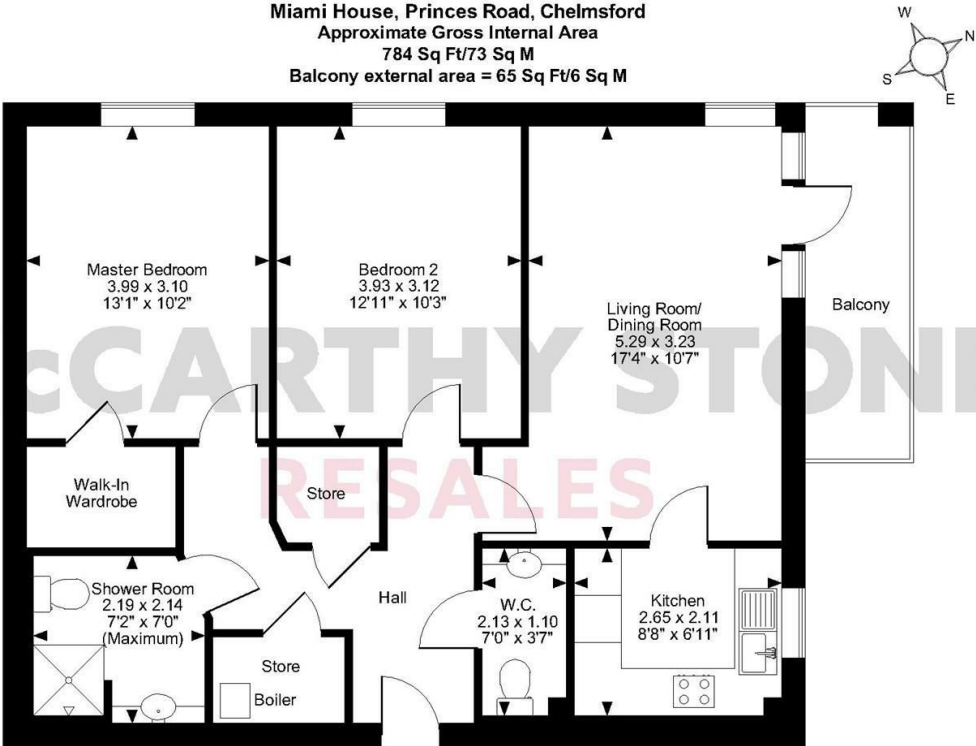 Miami House, Princes Road, Chelmsford
Approximate Gross Internal Area
784 Sq Ft/73 Sq M
Balcony external area = 65 Sq Ft/6 Sq M
W
N
S
E
Master Bedroom
3.99 x 3.10
13'1" x 10'2"
Bedroom 2
3.93 x 3.12
12'11" x 10'3"
Living Room/
Dining Room
5.29 x 3.23
17'4" x 10'7"
Balcony
cCARTHY STONE
RESALES
Walk-In
Wardrobe
Store
Shower Room
2.19 x 2.14
7'2" x 7'0"
(Maximum)
Hall
W.C.
2.13 x 1.10
7'0" x 3'7"
Kitchen
2.65 x 2.11
8'8" x 6'11"
Store
Boiler